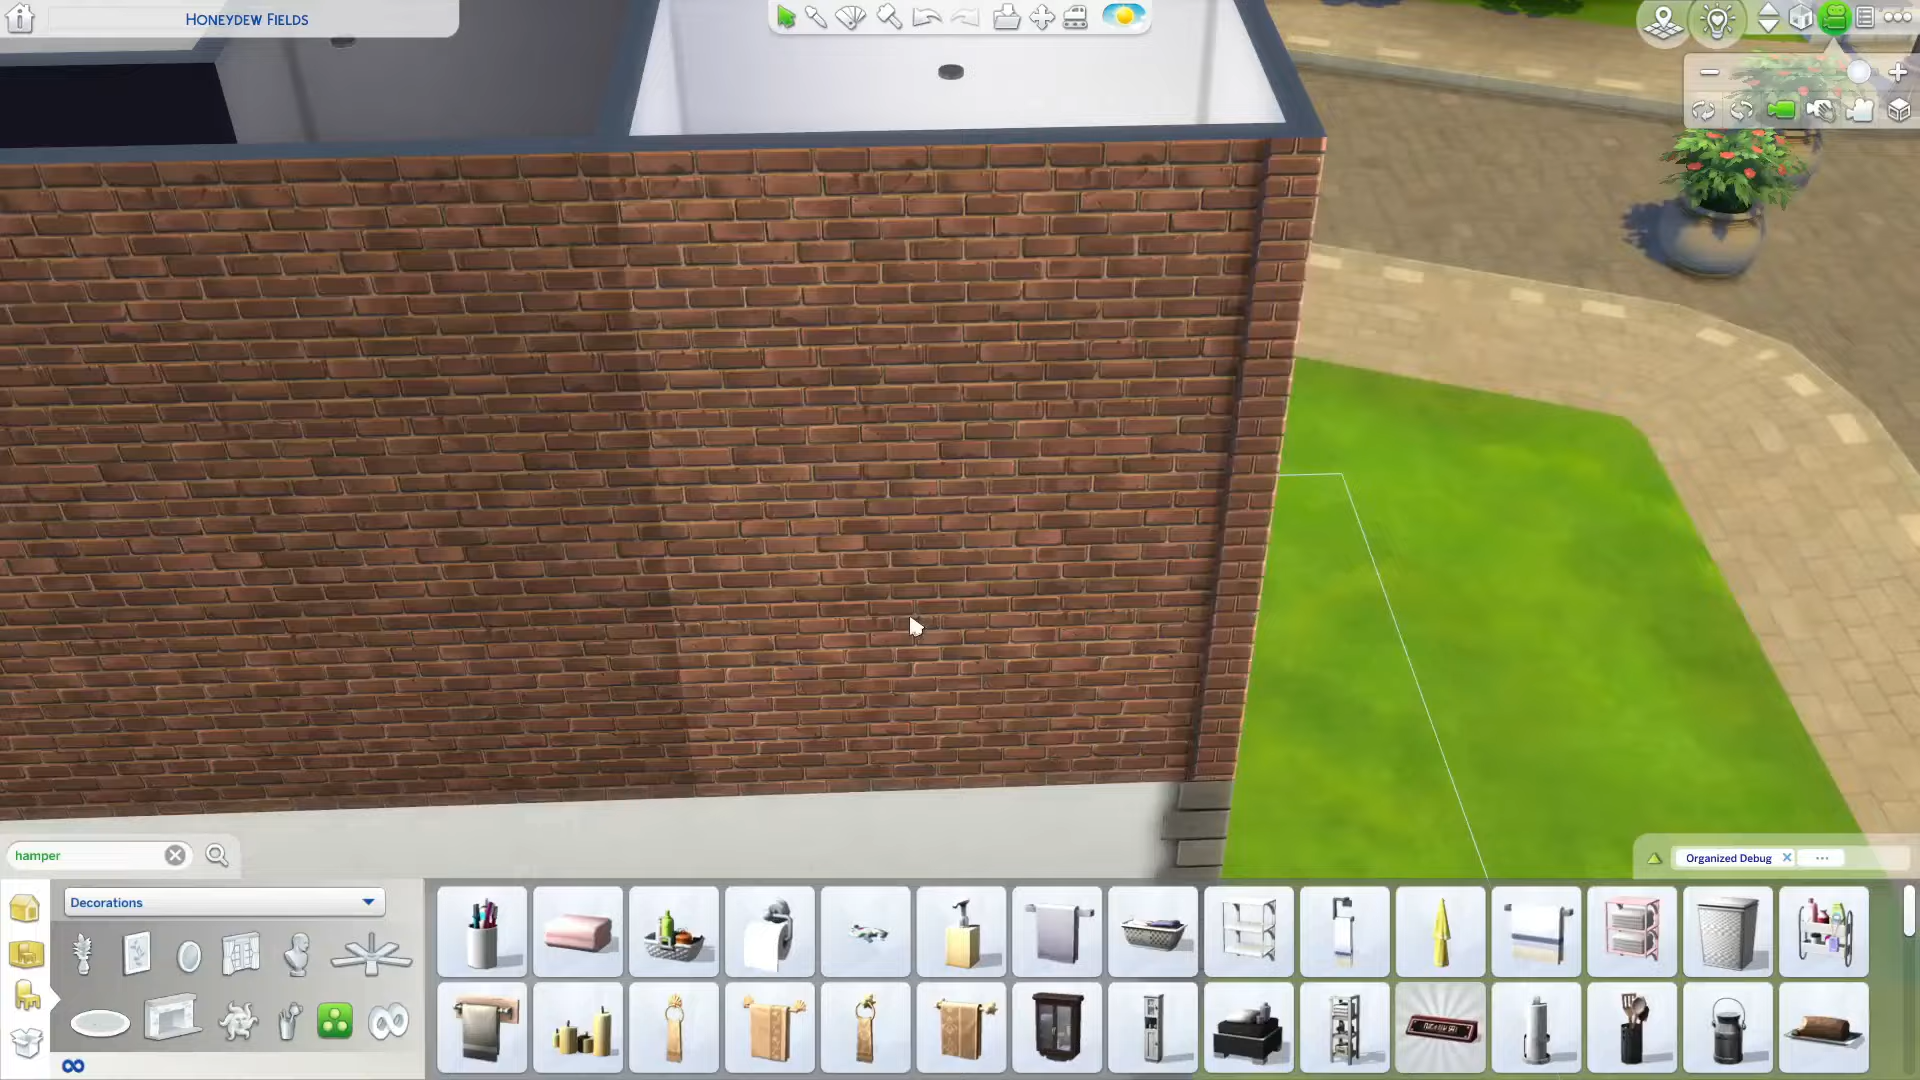 Honeydew Fields
hamper
Organized Debug
...
Decorations